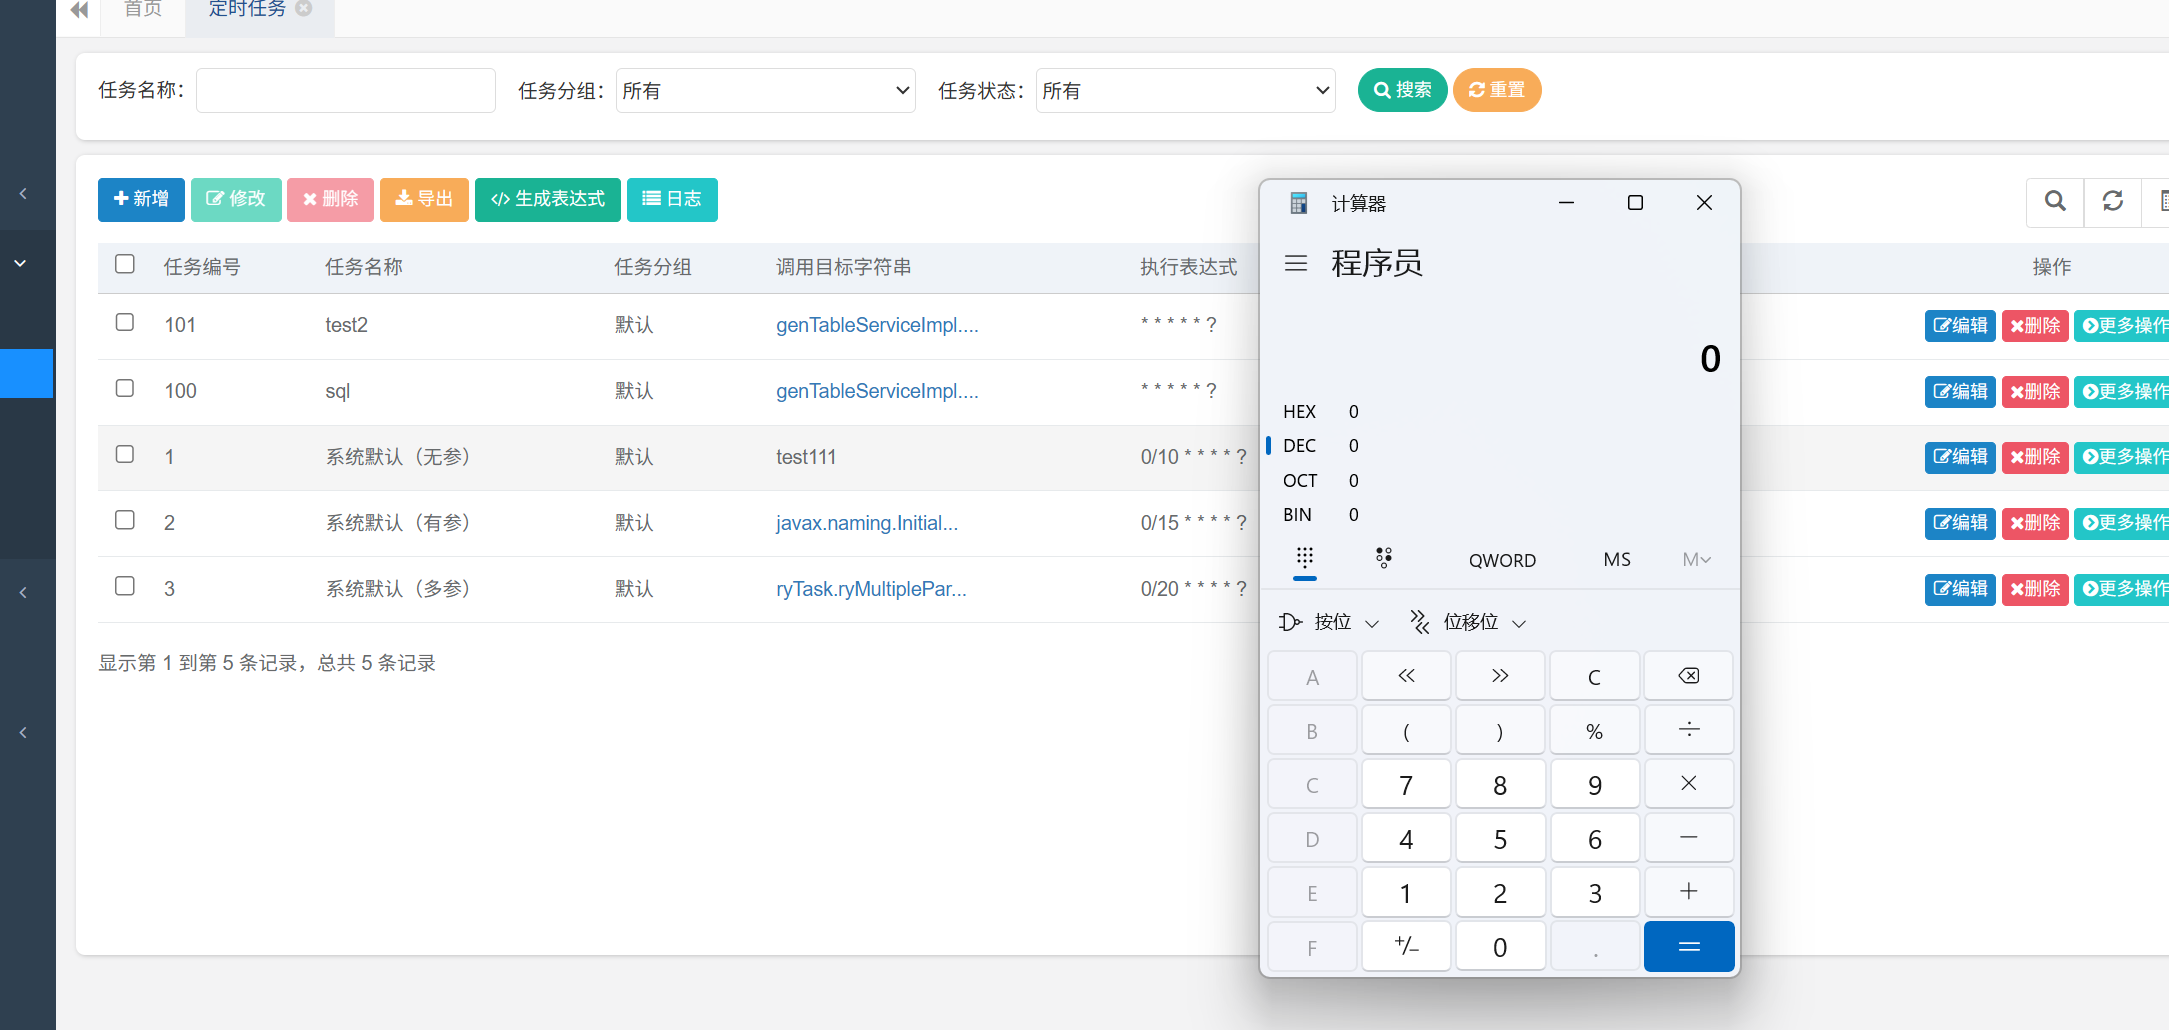 首页 定时任务
任务名称： 任务分组： 所有 任务状态： 所有 搜索 重置
新增 修改 删除 导出 生成表达式 日志
任务编号 任务名称 任务分组 调用目标字符串 执行表达式 操作
101 test2 默认 genTableServiceImpl.... * * * * * ? 编辑 删除 更多操作
100 sql 默认 genTableServiceImpl.... * * * * * ? 编辑 删除 更多操作
1 系统默认（无参） 默认 test111 0/10 * * * * ? 编辑 删除 更多操作
2 系统默认（有参） 默认 javax.naming.Initial... 0/15 * * * * ? 编辑 删除 更多操作
3 系统默认（多参） 默认 ryTask.ryMultiplePar... 0/20 * * * * ? 编辑 删除 更多操作
显示第 1 到第 5 条记录，总共 5 条记录
计算器
程序员
0
HEX 0
DEC 0
OCT 0
BIN 0
QWORD MS M
按位 位移位
A << >> C
B ( ) % ÷
C 7 8 9 ×
D 4 5 6 −
E 1 2 3 +
F +/− 0 . =